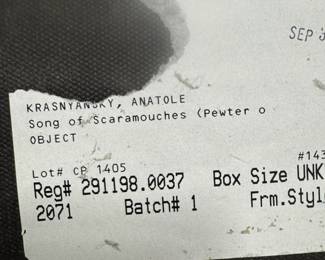 SEP
KRASNYANSKY, ANATOLE
Song of Scaramouches (Pewter o
OBJECT
Lot# CP 1405
#143
Reg# 291198.0037 Box Size UNK
2071 Batch# 1 Frm.Styl